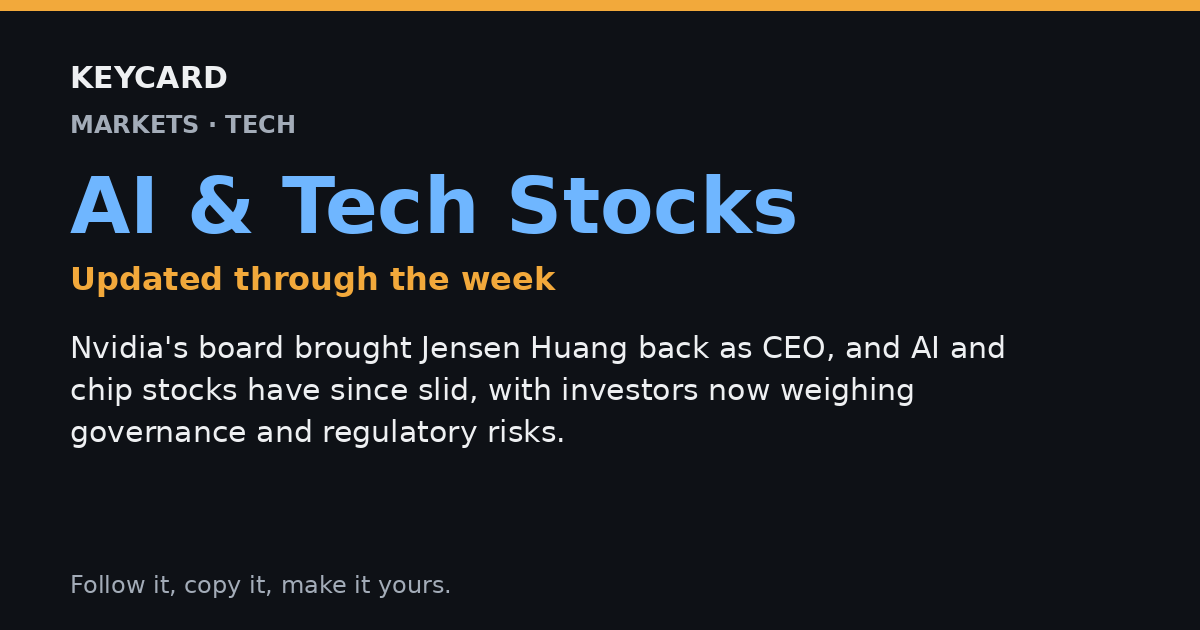 KEYCARD
MARKETS · TECH
AI & Tech Stocks
Updated through the week
Nvidia's board brought Jensen Huang back as CEO, and AI and
chip stocks have since slid, with investors now weighing
governance and regulatory risks.
Follow it, copy it, make it yours.